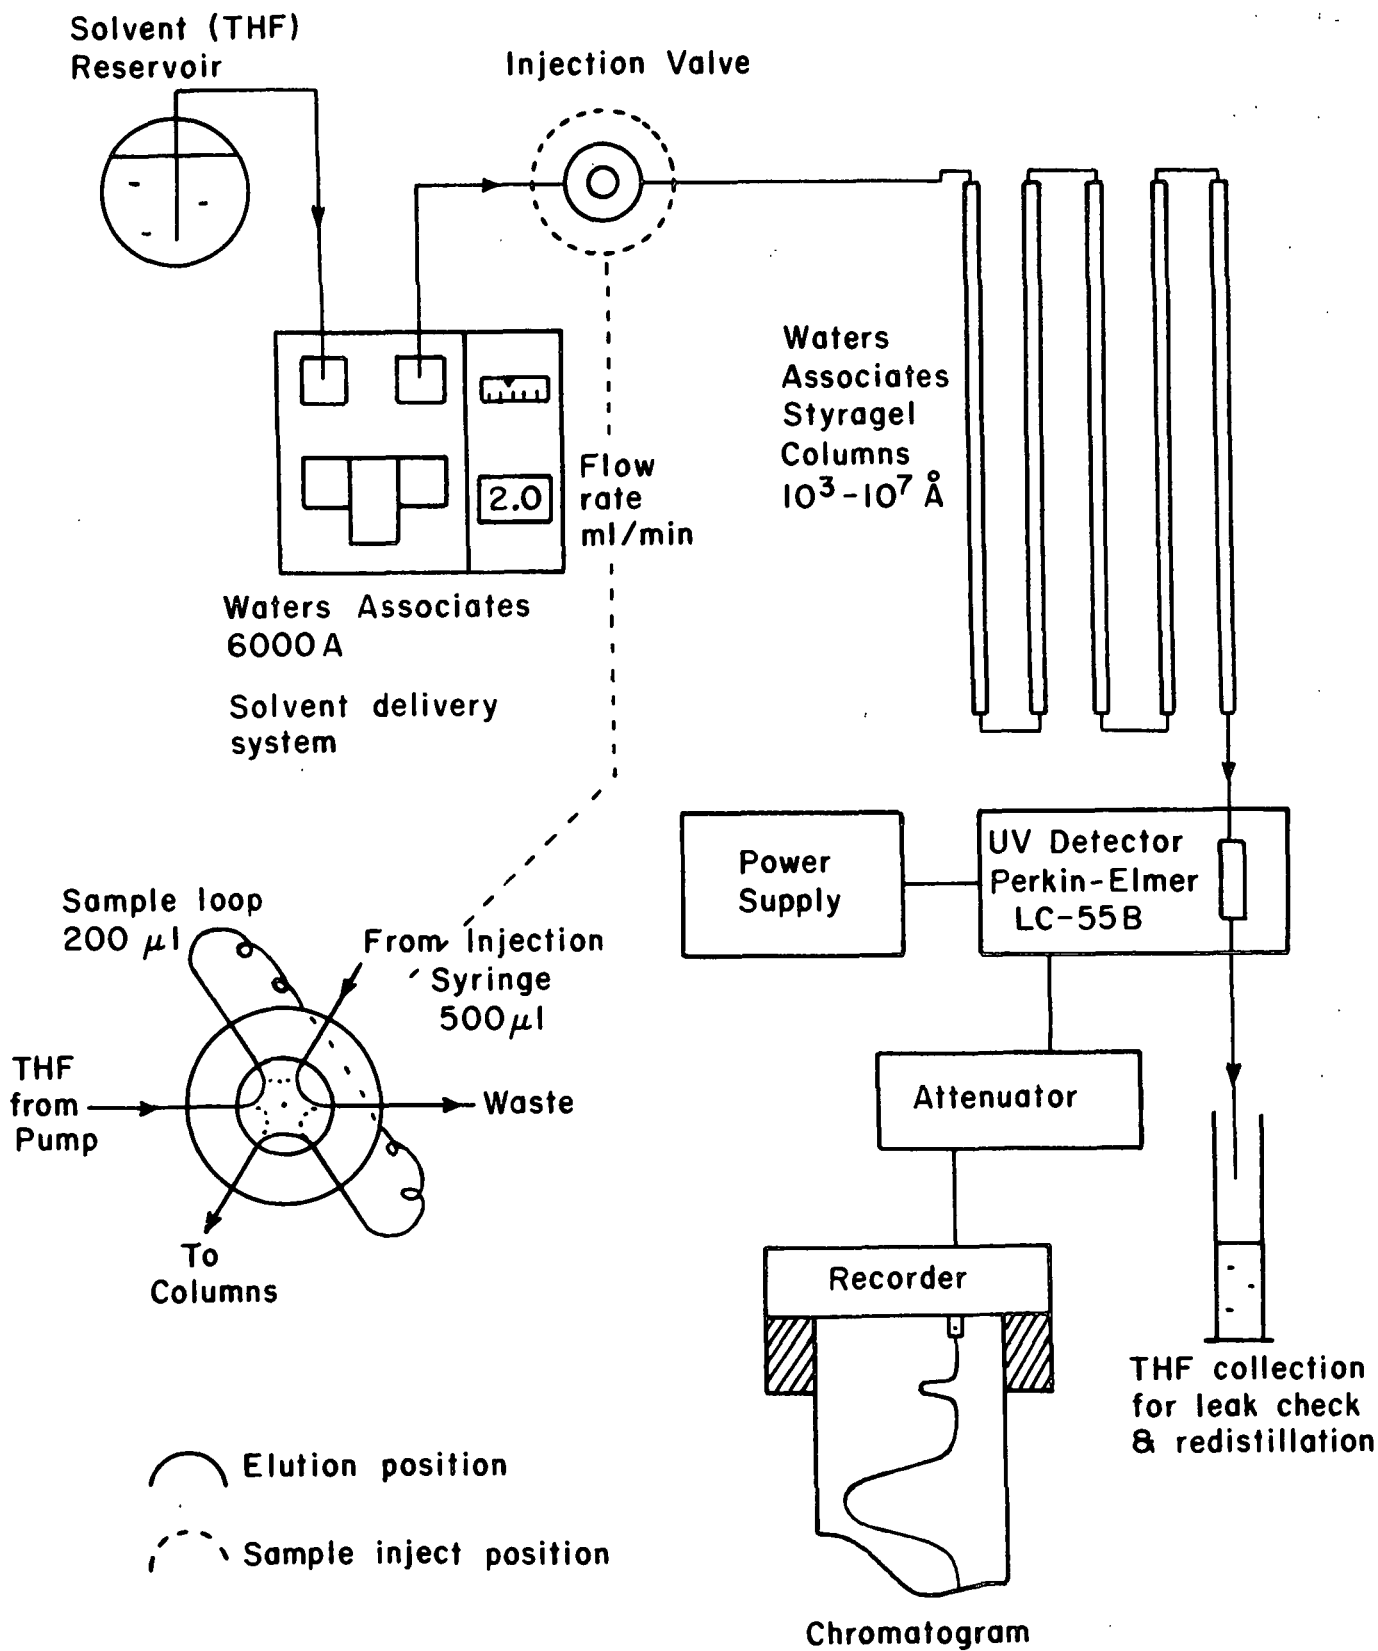 Solvent (THF)
Reservoir
Injection Valve
Waters
Associates
Styragel
Columns
10³-10⁷ Å
2.0
Flow
rate
ml/min
Waters Associates
6000A
Solvent delivery
system
Power
Supply
UV Detector
Perkin-Elmer
LC-55B
Sample loop
200 μl
From Injection
Syringe
500μl
THF
from
Pump
Waste
To
Columns
Attenuator
Recorder
THF collection
for leak check
& redistillation
Elution position
Sample inject position
Chromatogram